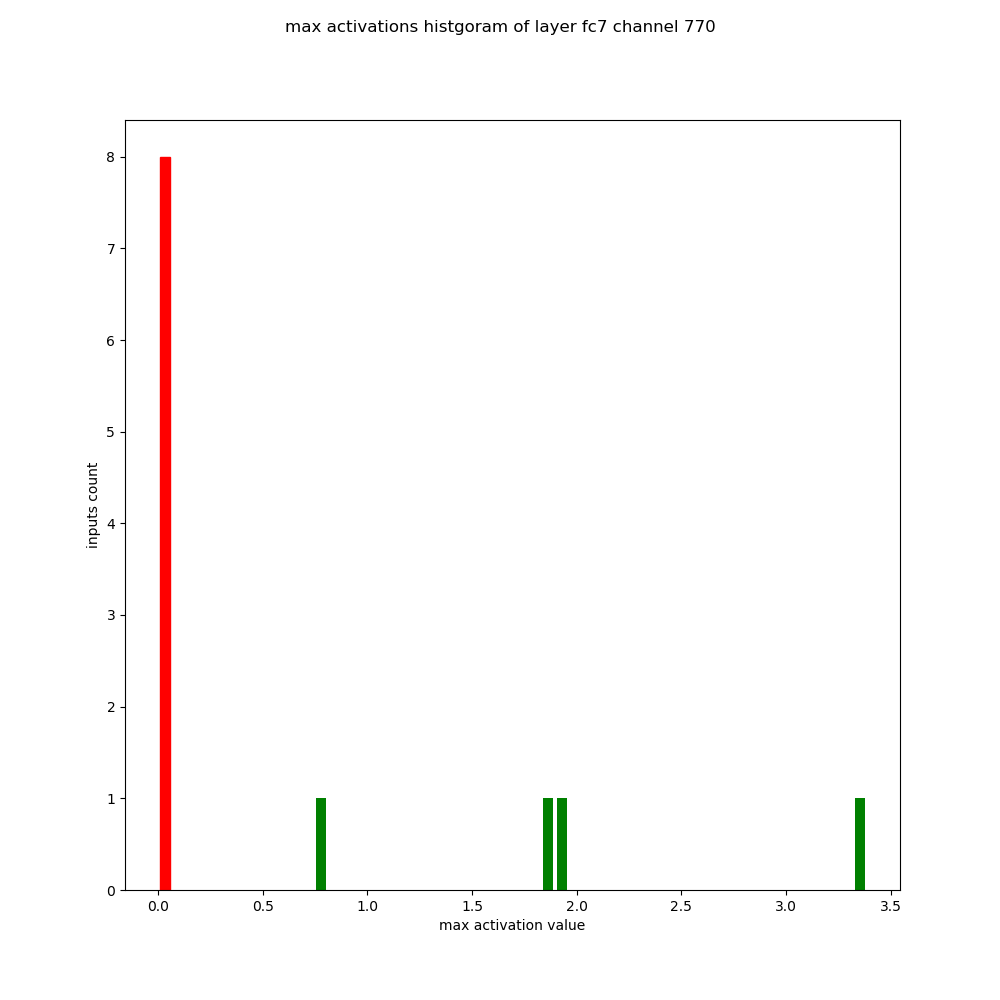 max activations histgoram of layer fc7 channel 770
8
7
6
5
4
3
2
1
0
inputs count
0.0 0.5 1.0 1.5 2.0 2.5 3.0 3.5
max activation value